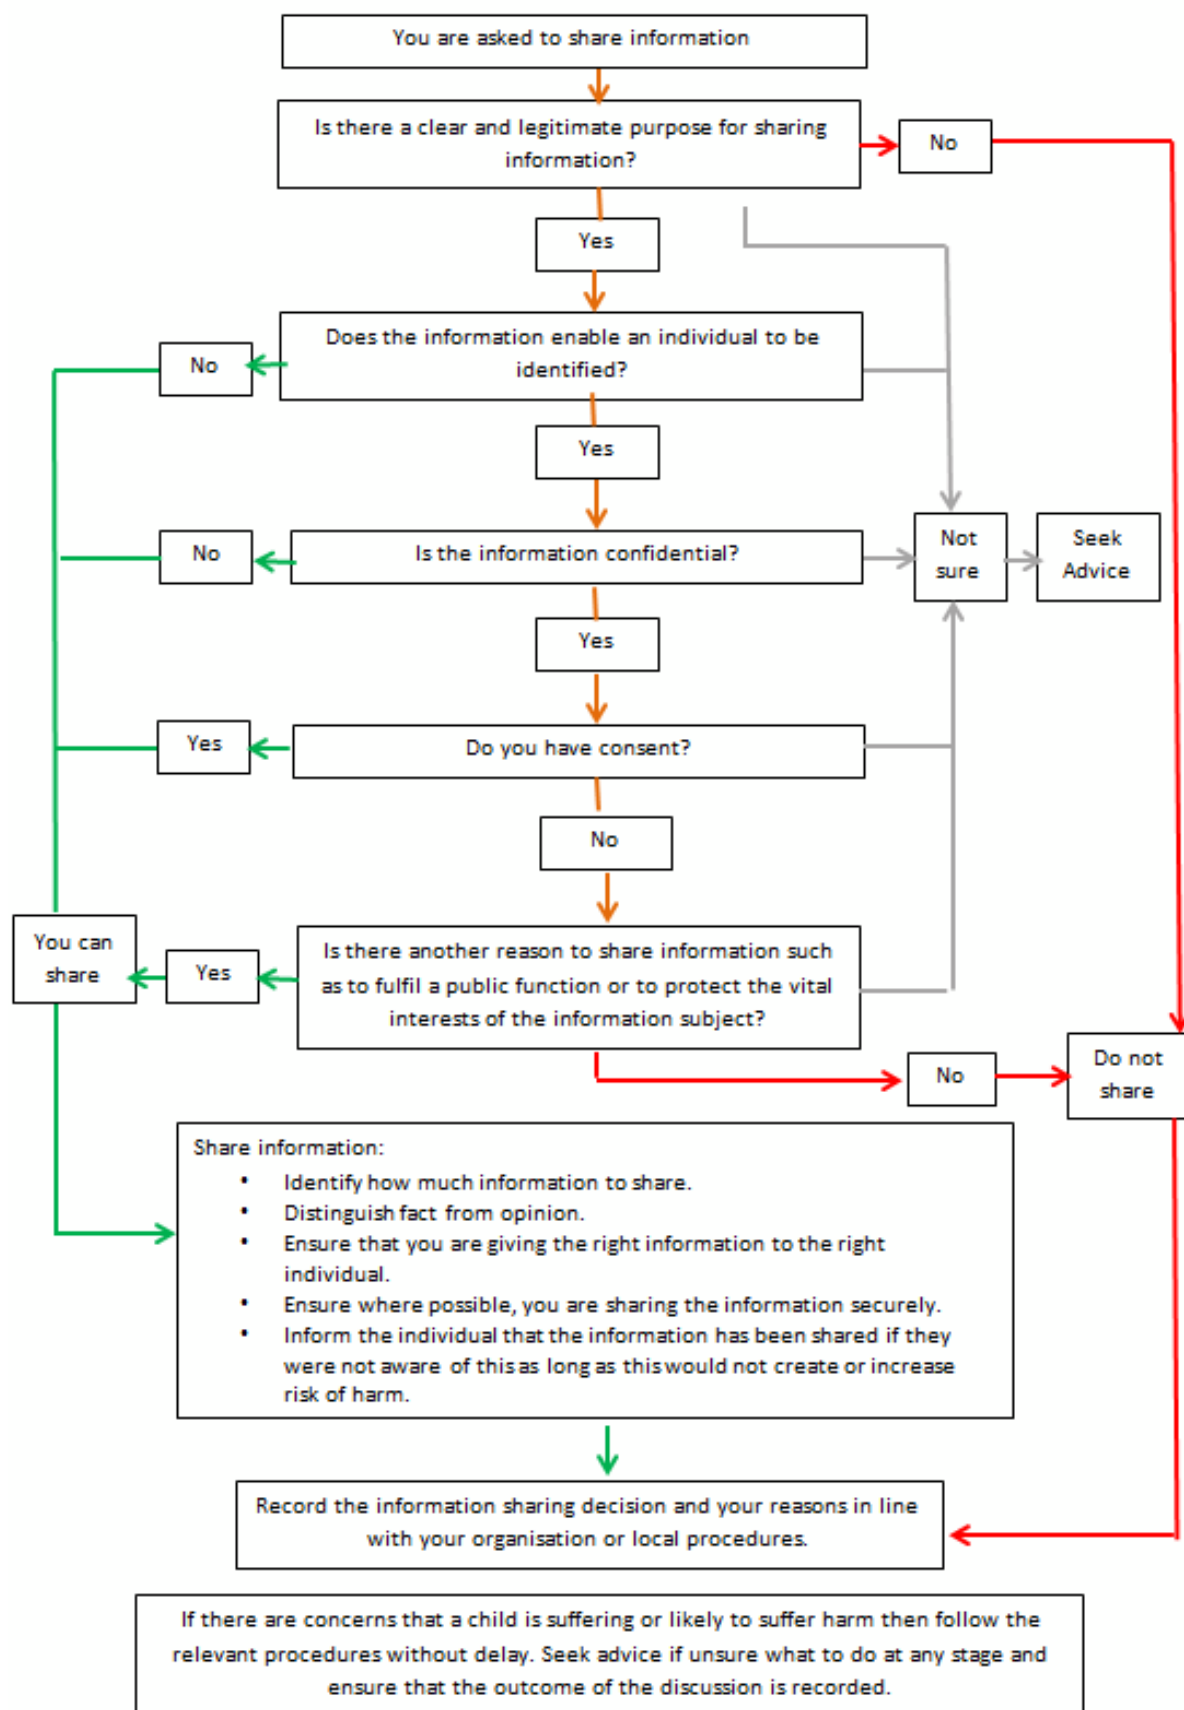 You are asked to share information
Is there a clear and legitimate purpose for sharing
information?
No
Yes
Does the information enable an individual to be
identified?
No
Yes
Is the information confidential?
No
Not
sure
Seek
Advice
Yes
Do you have consent?
Yes
No
Is there another reason to share information such
as to fulfil a public function or to protect the vital
interests of the information subject?
Yes
You can
share
No
Do not
share
Share information:
• Identify how much information to share.
• Distinguish fact from opinion.
• Ensure that you are giving the right information to the right
individual.
• Ensure where possible, you are sharing the information securely.
• Inform the individual that the information has been shared if they
were not aware of this as long as this would not create or increase
risk of harm.
Record the information sharing decision and your reasons in line
with your organisation or local procedures.
If there are concerns that a child is suffering or likely to suffer harm then follow the
relevant procedures without delay. Seek advice if unsure what to do at any stage and
ensure that the outcome of the discussion is recorded.